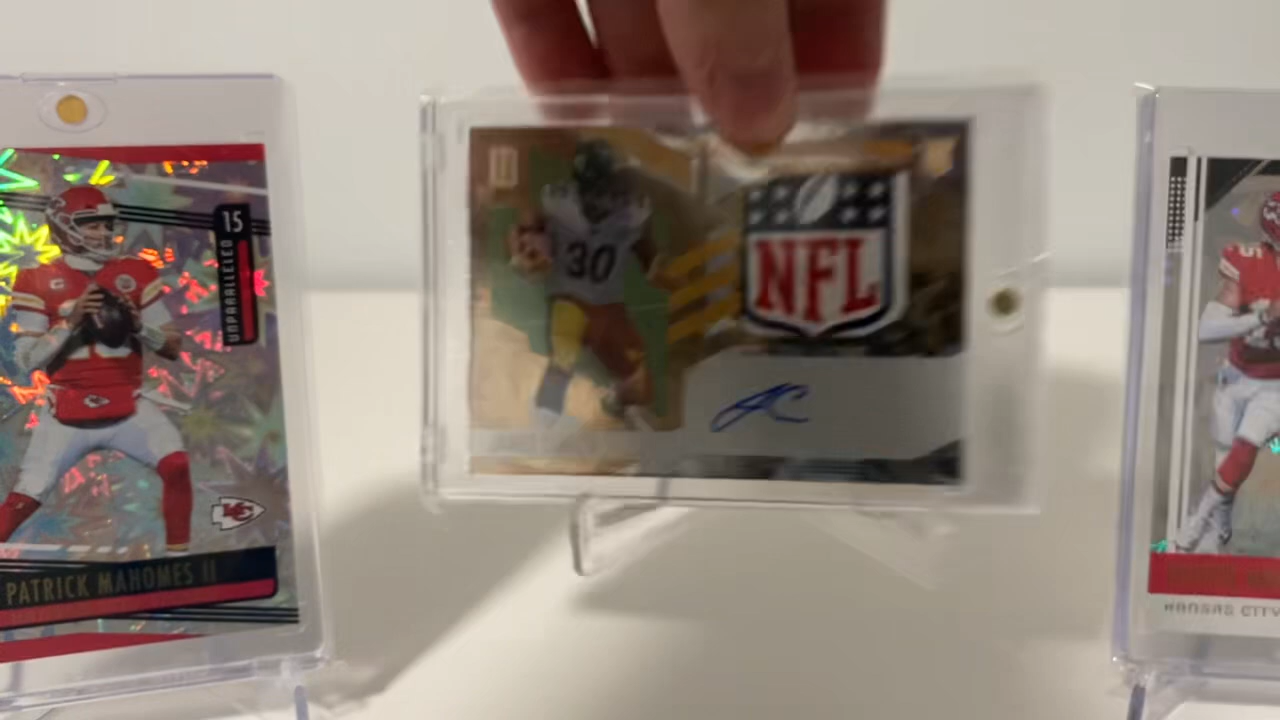 15
UNPARALLELED
PATRICK MAHOMES II
30
NFL
KANSAS CITY